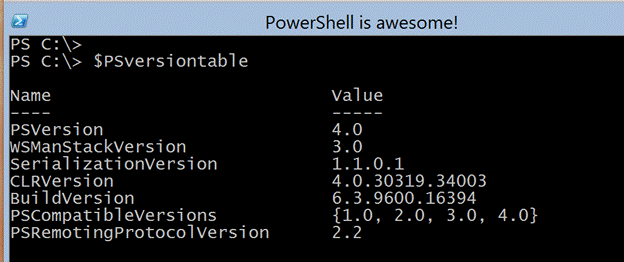 PowerShell is awesome!
PS C:\>
PS C:\> $PSversiontable
Name Value
---- -----
PSVersion 4.0
WSManStackVersion 3.0
SerializationVersion 1.1.0.1
CLRVersion 4.0.30319.34003
BuildVersion 6.3.9600.16394
PSCompatibleVersions {1.0, 2.0, 3.0, 4.0}
PSRemotingProtocolVersion 2.2